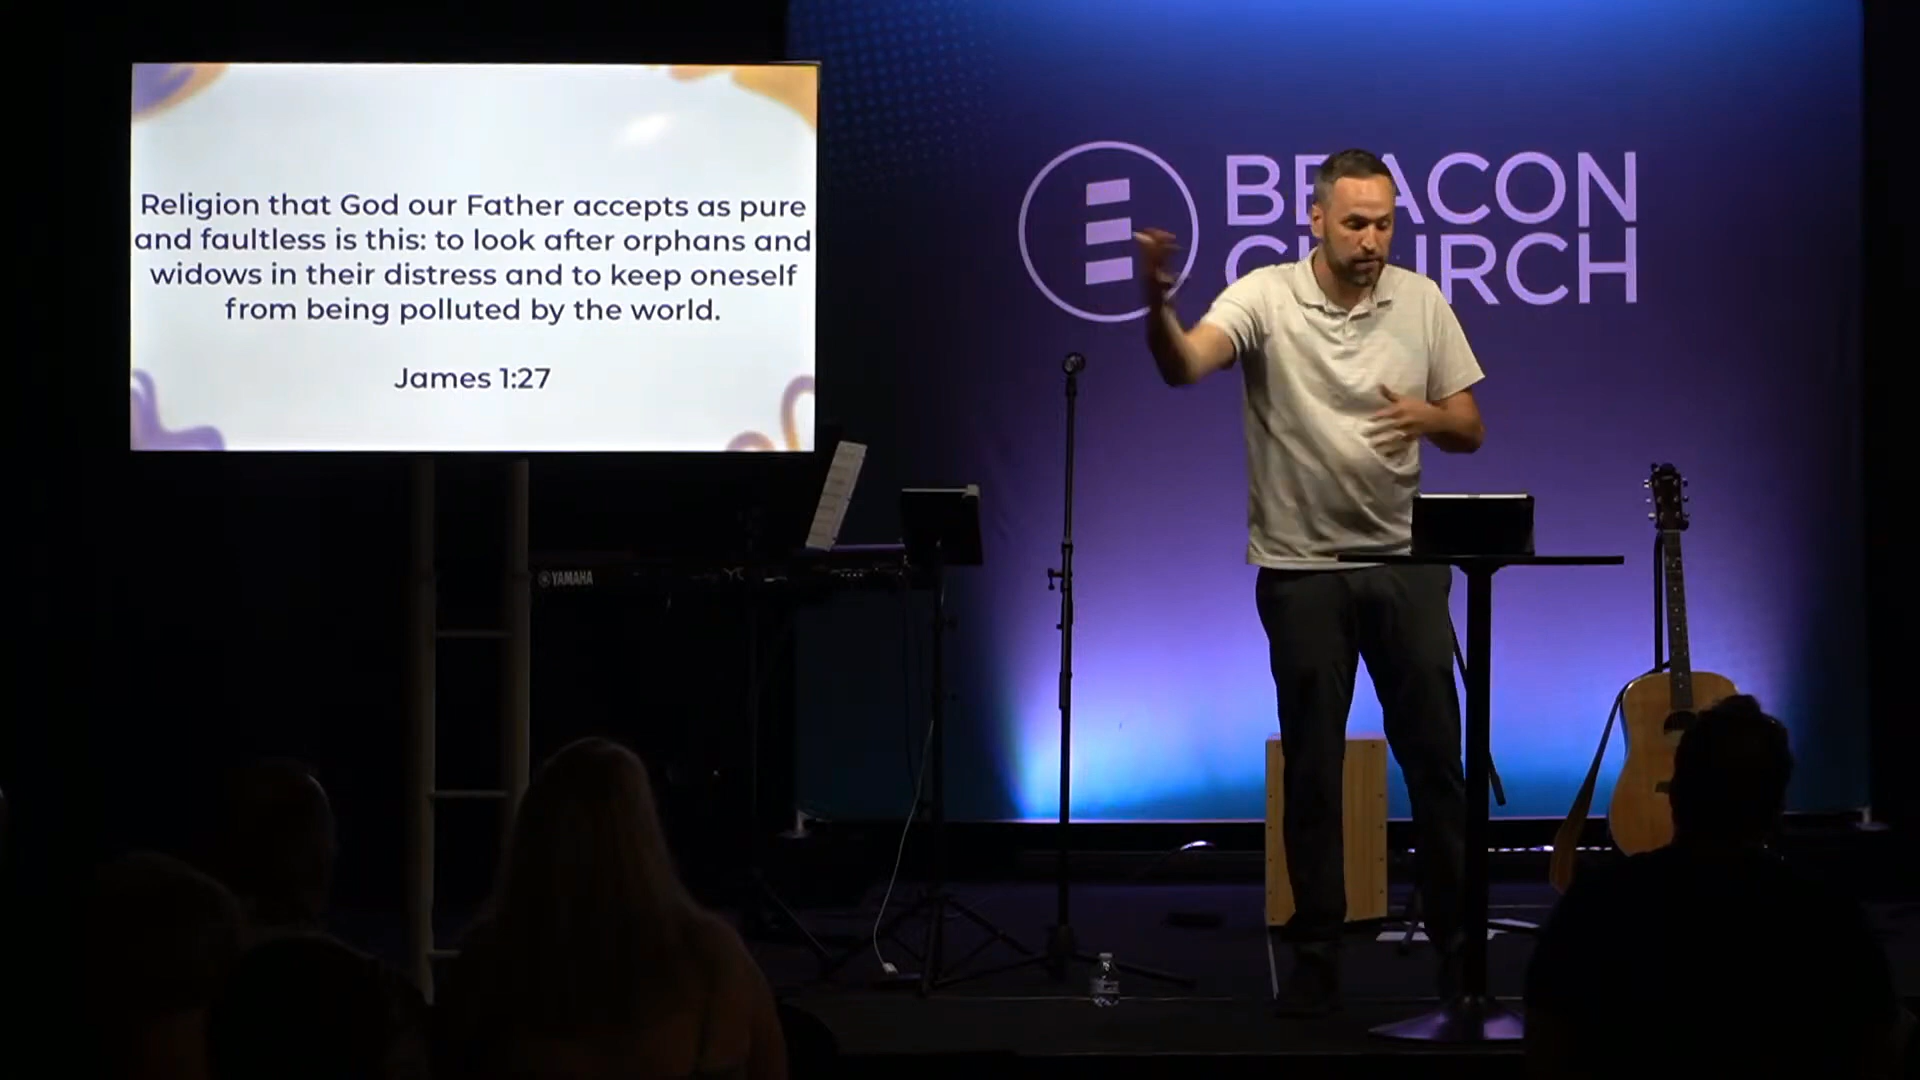 Religion that God our Father accepts as pure
and faultless is this: to look after orphans and
widows in their distress and to keep oneself
from being polluted by the world.
James 1:27
BEACON
CHURCH
YAMAHA